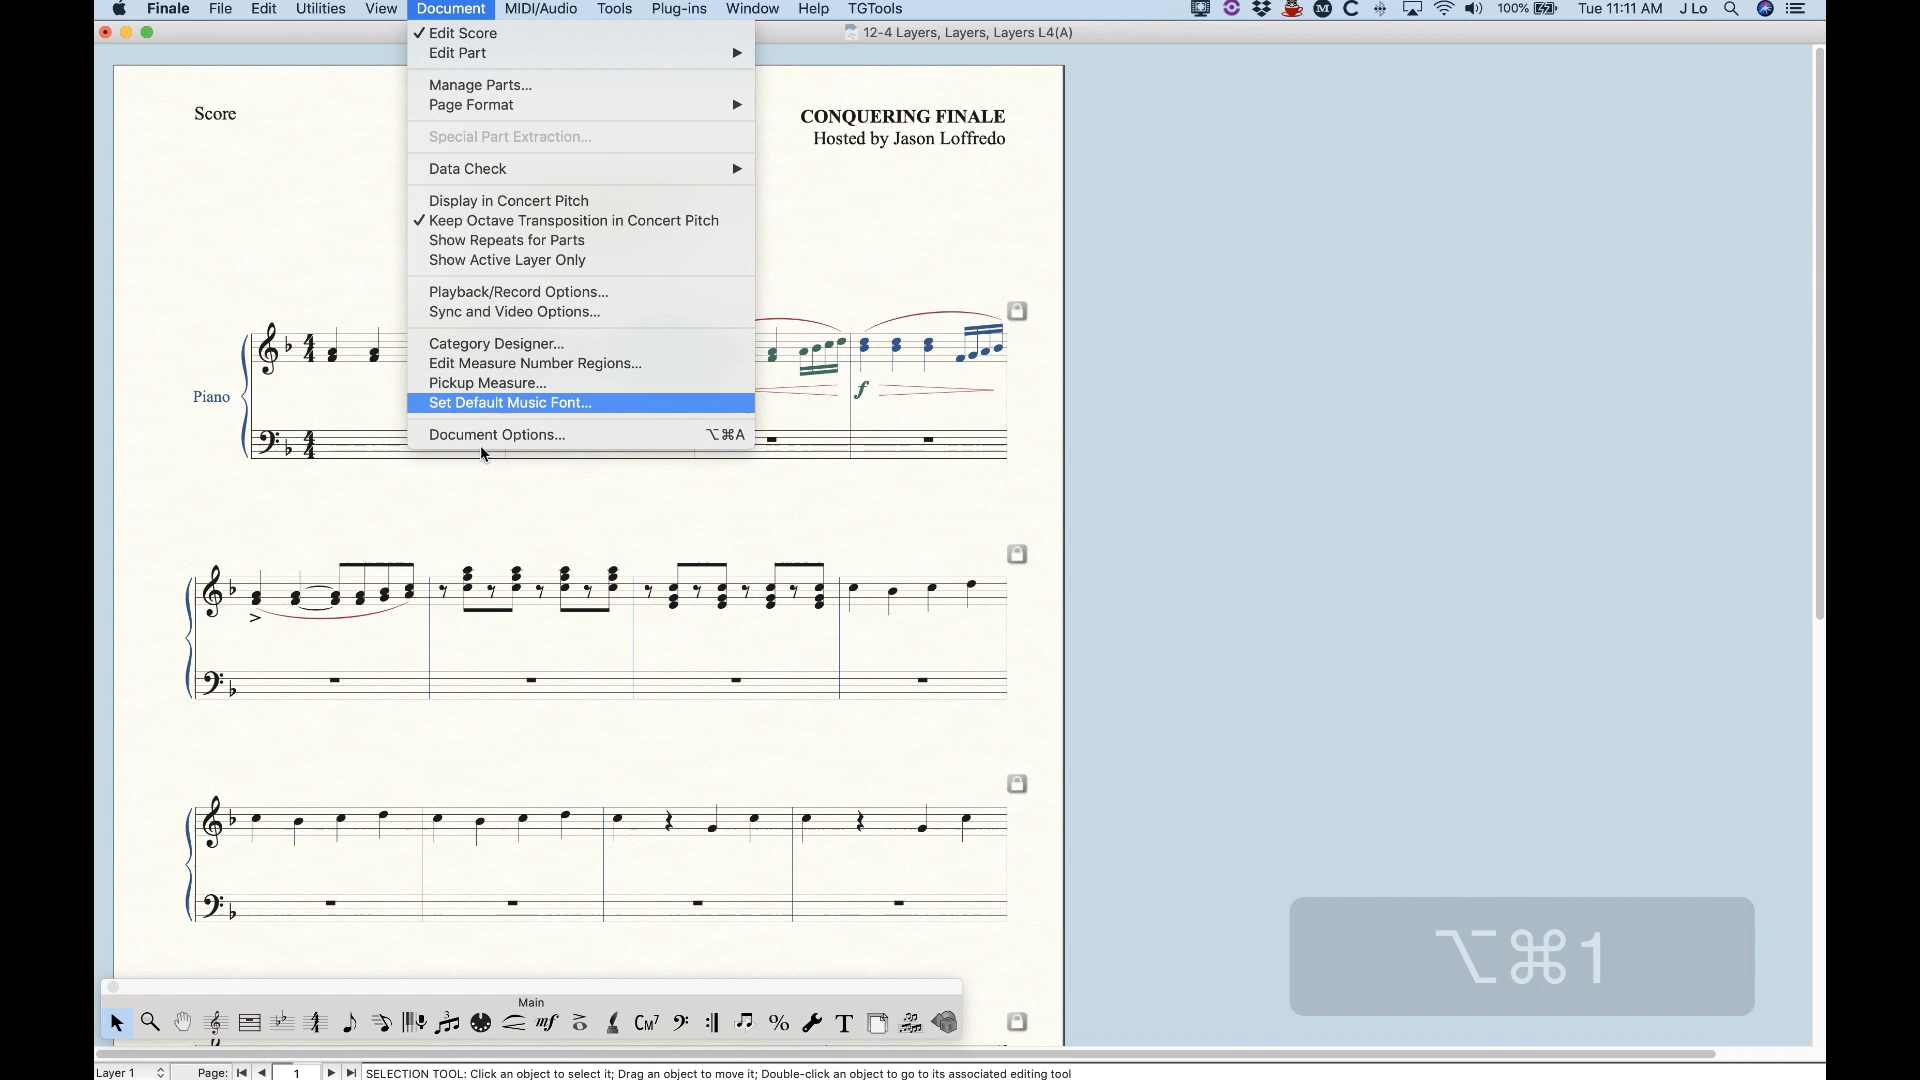 Finale File Edit Utilities View Document MIDI/Audio Tools Plug-ins Window Help TGTools 100% Tue 11:11 AM J Lo
12-4 Layers, Layers, Layers L4(A)
✓ Edit Score
Edit Part ▶
Manage Parts...
Page Format ▶
Special Part Extraction...
Data Check ▶
Display in Concert Pitch
✓ Keep Octave Transposition in Concert Pitch
Show Repeats for Parts
Show Active Layer Only
Playback/Record Options...
Sync and Video Options...
Category Designer...
Edit Measure Number Regions...
Pickup Measure...
Set Default Music Font...
Document Options... ⌥⌘A
Score
CONQUERING FINALE
Hosted by Jason Loffredo
Piano
f
⌥⌘1
Main
mf CM7 % T
Layer 1 Page: 1 SELECTION TOOL: Click an object to select it; Drag an object to move it; Double-click an object to go to its associated editing tool